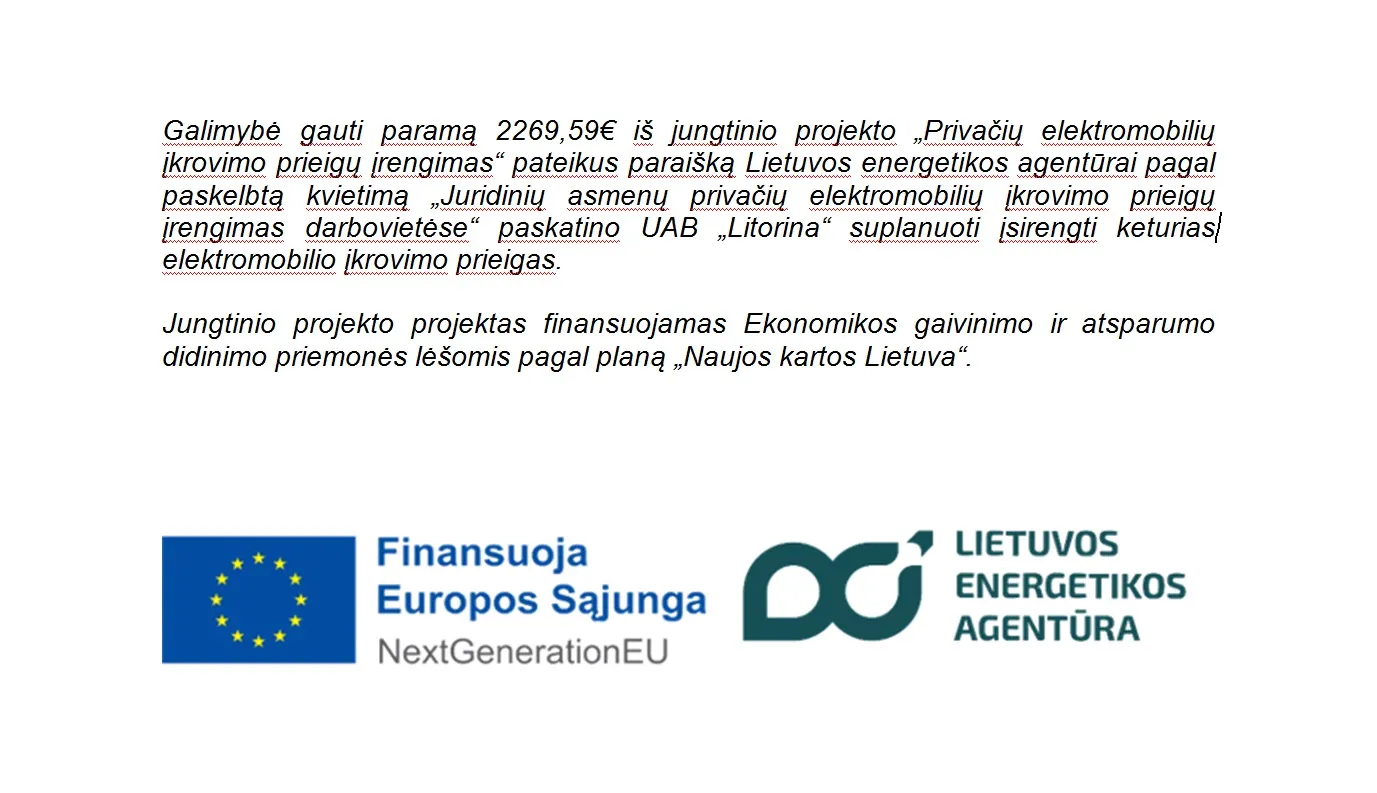 Galimybė gauti paramą 2269,59€ iš jungtinio projekto „Privačių elektromobilių
įkrovimo prieigų įrengimas“ pateikus paraišką Lietuvos energetikos agentūrai pagal
paskelbtą kvietimą „Juridinių asmenų privačių elektromobilių įkrovimo prieigų
įrengimas darbovietėse“ paskatino UAB „Litorina“ suplanuoti įsirengti keturias
elektromobilio įkrovimo prieigas.
Jungtinio projekto projektas finansuojamas Ekonomikos gaivinimo ir atsparumo
didinimo priemonės lėšomis pagal planą „Naujos kartos Lietuva“.
Finansuoja
Europos Sąjunga
NextGenerationEU
LIETUVOS
ENERGETIKOS
AGENTŪRA